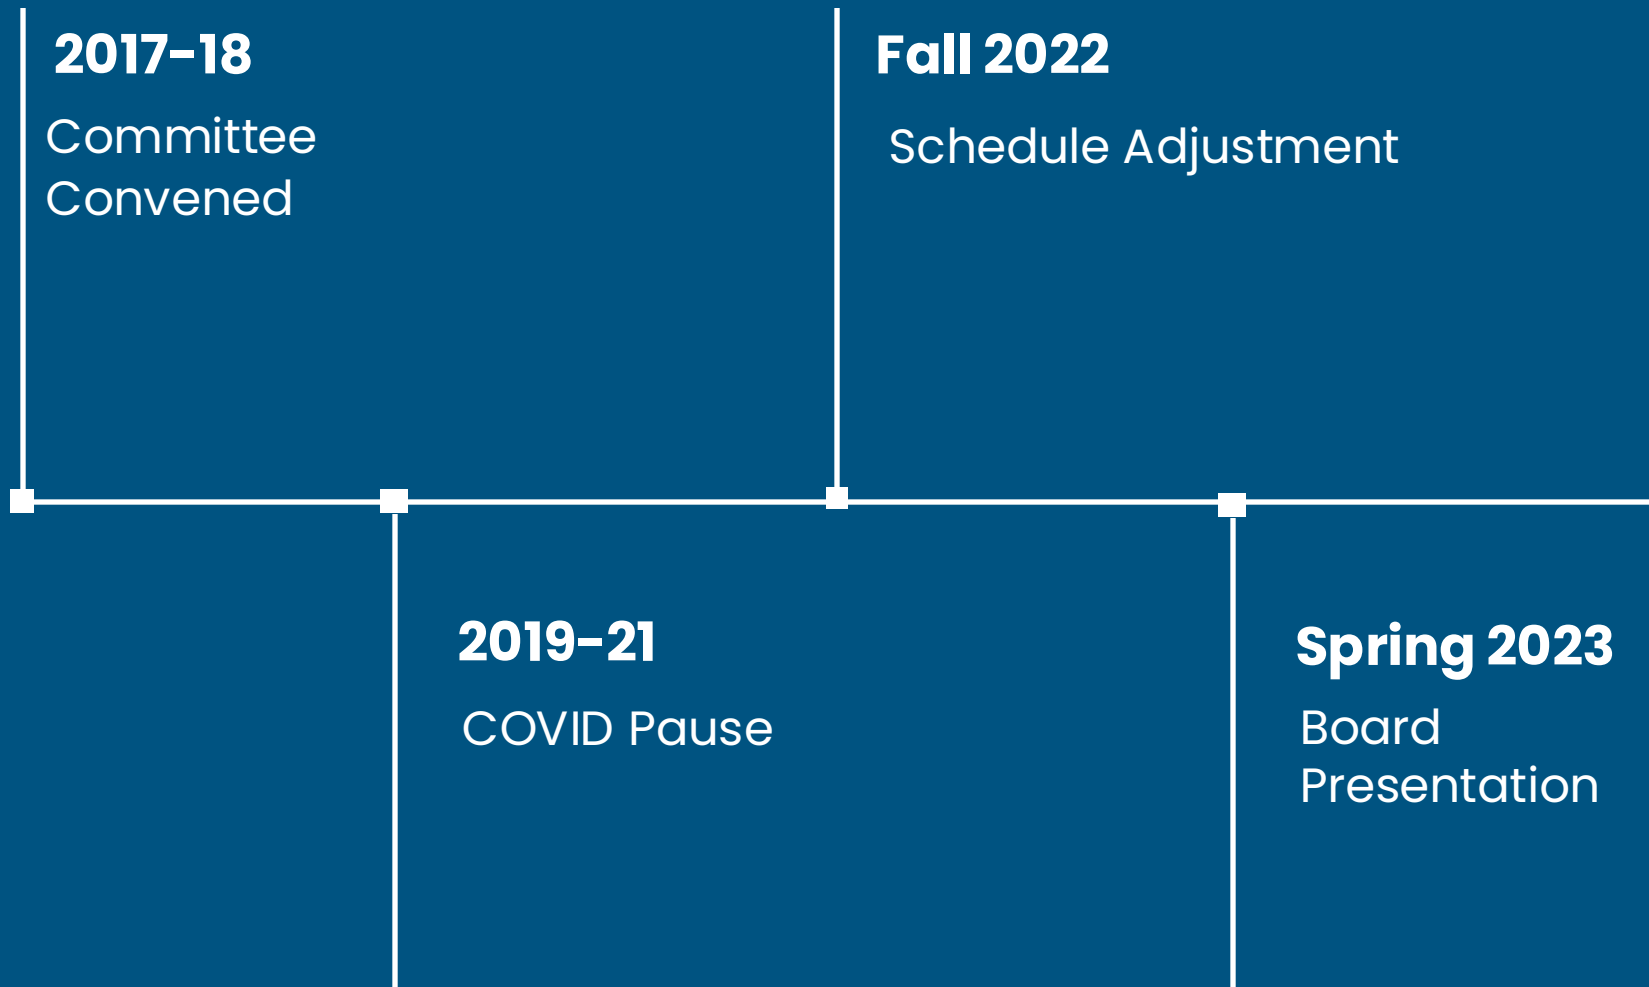 2017-18
Committee
Convened
Fall 2022
Schedule Adjustment
2019-21
COVID Pause
Spring 2023
Board
Presentation